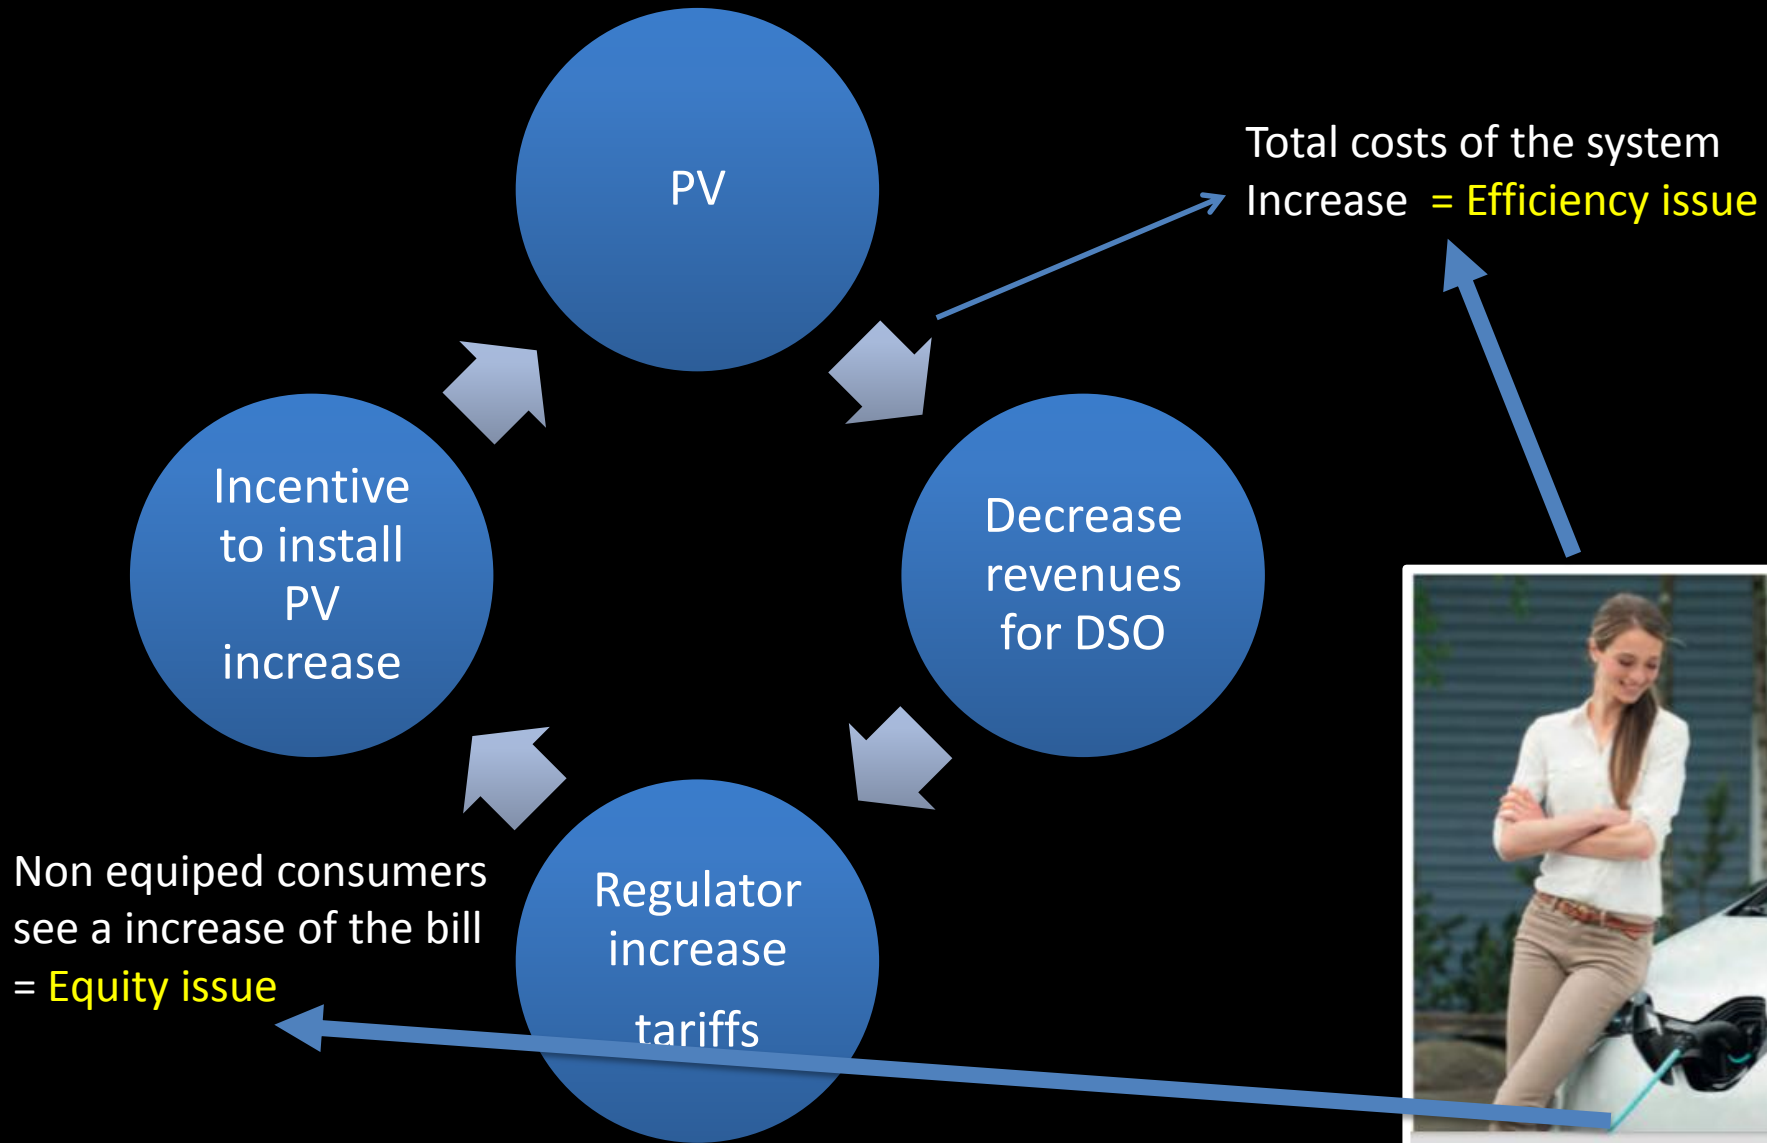 PV
Total costs of the system
Increase = Efficiency issue
Incentive
to install
PV
increase
Decrease
revenues
for DSO
Non equiped consumers
see a increase of the bill
= Equity issue
Regulator
increase
tariffs